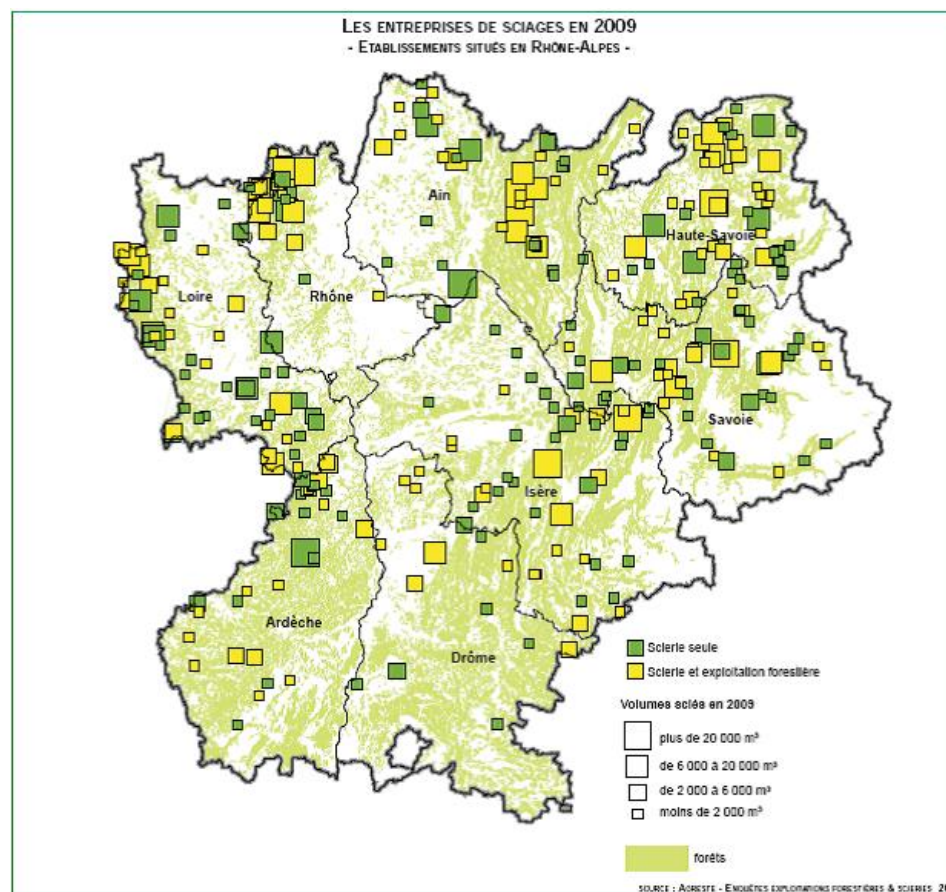 LES ENTREPRISES DE SCIAGES EN 2009
- ETABLISSEMENTS SITUÉS EN RHÔNE-ALPES -
Ain
Haute-Savoie
Loire
Rhône
Savoie
Isère
Ardèche
Drôme
Scierie seule
Scierie et exploitation forestière
Volumes sciés en 2009
plus de 20 000 m³
de 6 000 à 20 000 m³
de 2 000 à 6 000 m³
moins de 2 000 m³
forêts
SOURCE : AGRESTE - ENQUÊTES EXPLOITATIONS FORESTIÈRES & SCIERIES 20